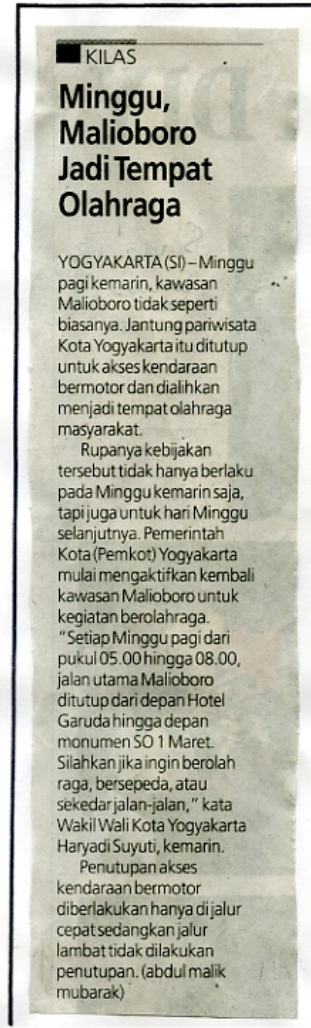 KILAS
Minggu,
Malioboro
Jadi Tempat
Olahraga
YOGYAKARTA (SI) – Minggu
pagi kemarin, kawasan
Malioboro tidak seperti
biasanya. Jantung pariwisata
Kota Yogyakarta itu ditutup
untuk akses kendaraan
bermotor dan dialihkan
menjadi tempat olahraga
masyarakat.
Rupanya kebijakan
tersebut tidak hanya berlaku
pada Minggu kemarin saja,
tapi juga untuk hari Minggu
selanjutnya. Pemerintah
Kota (Pemkot) Yogyakarta
mulai mengaktifkan kembali
kawasan Malioboro untuk
kegiatan berolahraga.
“Setiap Minggu pagi dari
pukul 05.00 hingga 08.00,
jalan utama Malioboro
ditutup dari depan Hotel
Garuda hingga depan
monumen SO 1 Maret.
Silahkan jika ingin berolah
raga, bersepeda, atau
sekedar jalan-jalan,” kata
Wakil Wali Kota Yogyakarta
Haryadi Suyuti, kemarin.
Penutupan akses
kendaraan bermotor
diberlakukan hanya di jalur
cepat sedangkan jalur
lambat tidak dilakukan
penutupan. (abdul malik
mubarak)